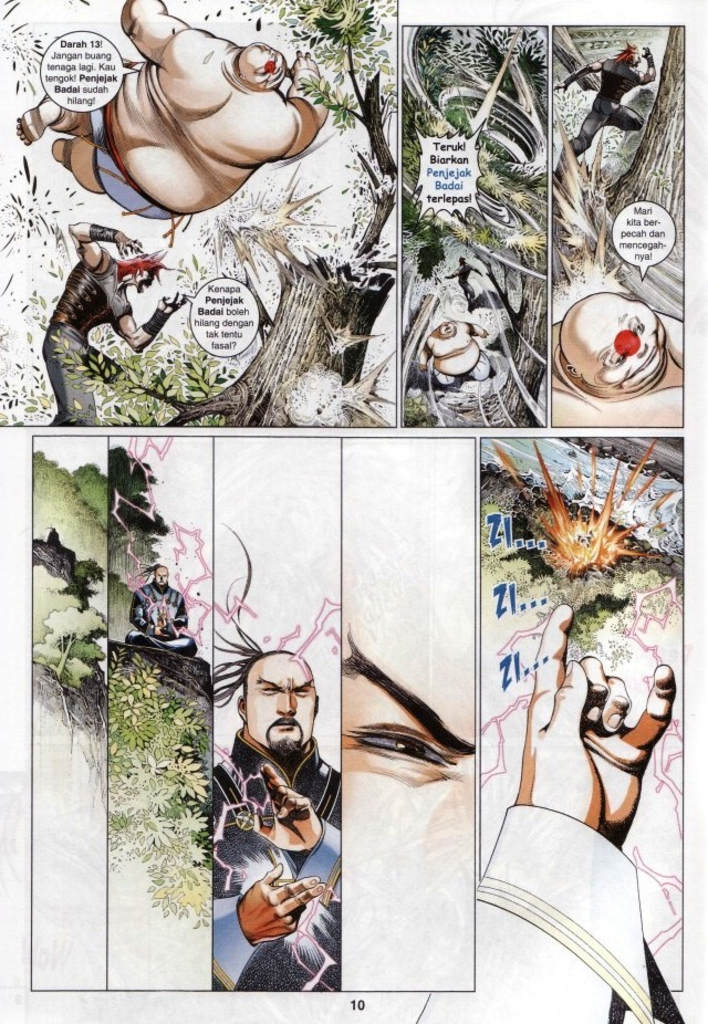 Darah 13!
Jangan buang
tenaga lagi. Kau
tengok! Penjejak
Badai sudah
hilang!
Kenapa
Penjejak
Badai boleh
hilang dengan
tak tentu
fasal?
Teruk!
Biarkan
Penjejak
Badai
terlepas!
Mari
kita ber-
pecah dan
mencegah-
nya!
ZI...
ZI...
ZI...
10